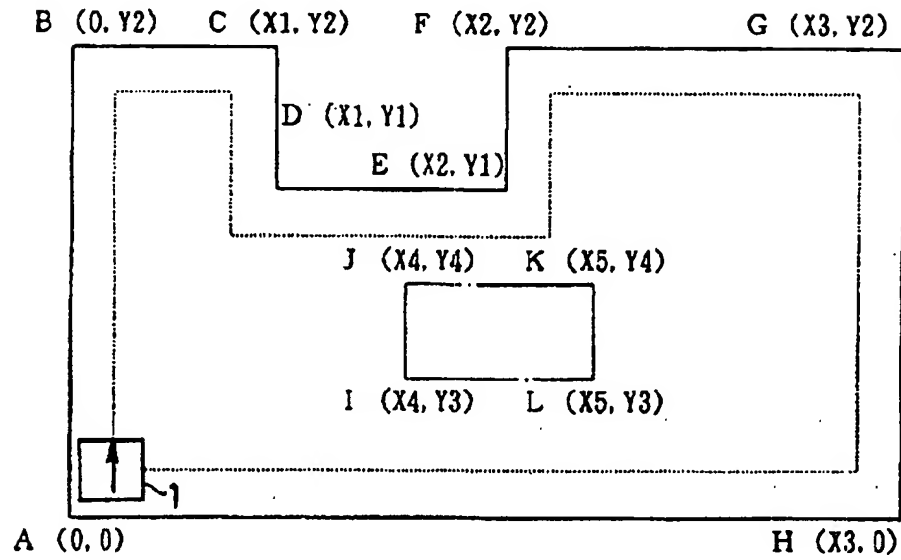 B (0, Y2) C (X1, Y2) F (X2, Y2) G (X3, Y2)
D (X1, Y1)
E (X2, Y1)
J (X4, Y4) K (X5, Y4)
I (X4, Y3) L (X5, Y3)
1
A (0, 0) H (X3, 0)